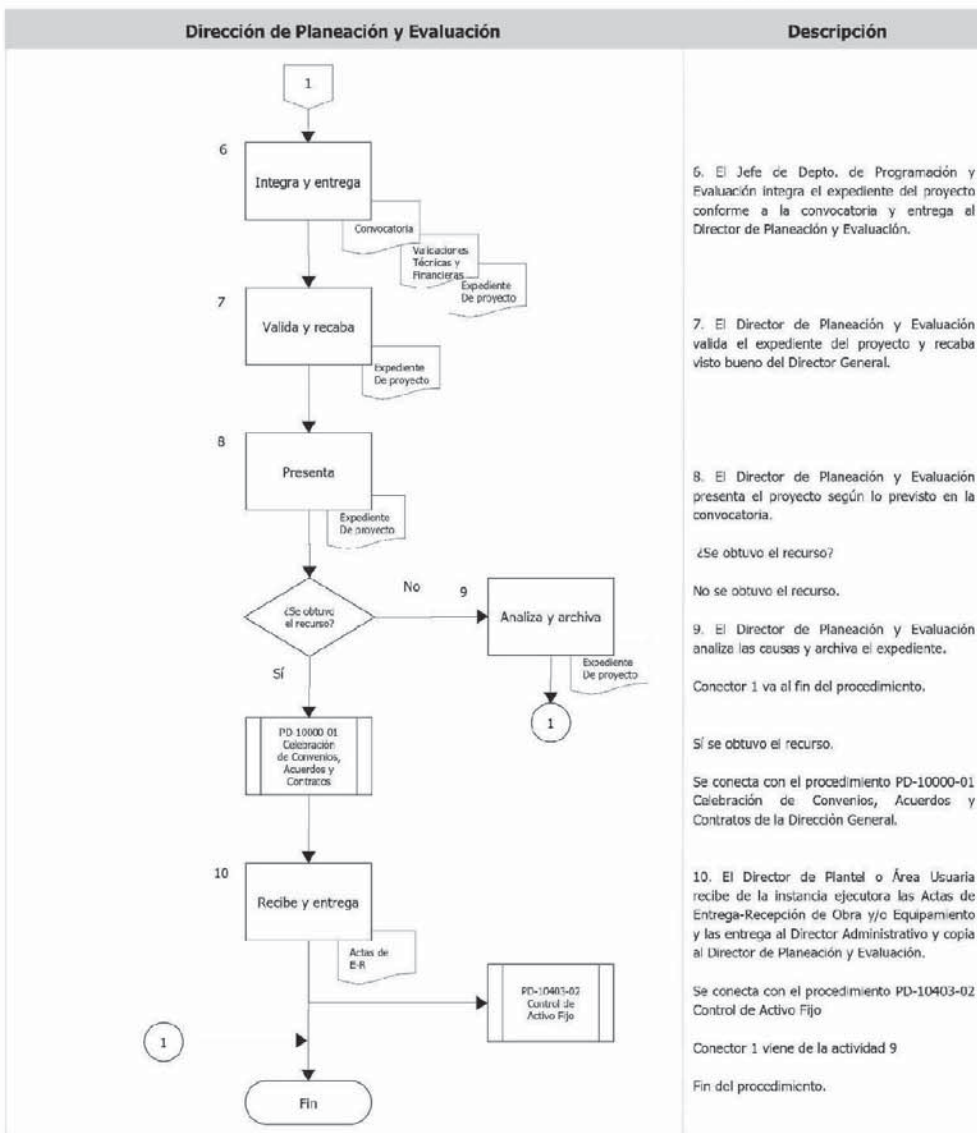 Dirección de Planeación y Evaluación
Descripción
1
6
Integra y entrega
Convocatoria
Validaciones
Técnicas y
Financieras
Expediente
De proyecto
6. El Jefe de Depto. de Programación y
Evaluación integra el expediente del proyecto
conforme a la convocatoria y entrega al
Director de Planeación y Evaluación.
7
Valida y recaba
Expediente
De proyecto
7. El Director de Planeación y Evaluación
valida el expediente del proyecto y recaba
visto bueno del Director General.
8
Presenta
Expediente
De proyecto
8. El Director de Planeación y Evaluación
presenta el proyecto según lo previsto en la
convocatoria.
¿Se obtuvo el recurso?
No se obtuvo el recurso.
¿Se obtuvo
el recurso?
No
9
Analiza y archiva
Expediente
De proyecto
1
9. El Director de Planeación y Evaluación
analiza las causas y archiva el expediente.
Conector 1 va al fin del procedimiento.
Sí
PD-10000-01
Celebración
de Convenios,
Acuerdos y
Contratos
Sí se obtuvo el recurso.
Se conecta con el procedimiento PD-10000-01
Celebración de Convenios, Acuerdos y
Contratos de la Dirección General.
10
Recibe y entrega
Actas de
E-R
PD-10403-02
Control de
Activo Fijo
10. El Director de Plantel o Área Usuaria
recibe de la instancia ejecutora las Actas de
Entrega-Recepción de Obra y/o Equipamiento
y las entrega al Director Administrativo y copia
al Director de Planeación y Evaluación.
Se conecta con el procedimiento PD-10403-02
Control de Activo Fijo
1
Conector 1 viene de la actividad 9
Fin
Fin del procedimiento.